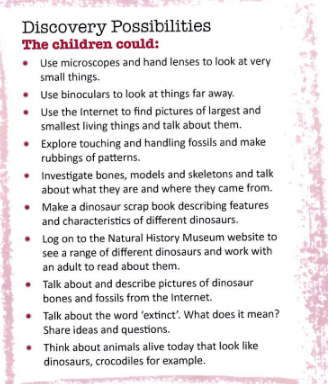 Discovery Possibilities
The children could:
• Use microscopes and hand lenses to look at very
small things.
• Use binoculars to look at things far away.
• Use the Internet to find pictures of largest and
smallest living things and talk about them.
• Explore touching and handling fossils and make
rubbings of patterns.
• Investigate bones, models and skeletons and talk
about what they are and where they came from.
• Make a dinosaur scrap book describing features
and characteristics of different dinosaurs.
• Log on to the Natural History Museum website to
see a range of different dinosaurs and work with
an adult to read about them.
• Talk about and describe pictures of dinosaur
bones and fossils from the Internet.
• Talk about the word 'extinct'. What does it mean?
Share ideas and questions.
• Think about animals alive today that look like
dinosaurs, crocodiles for example.